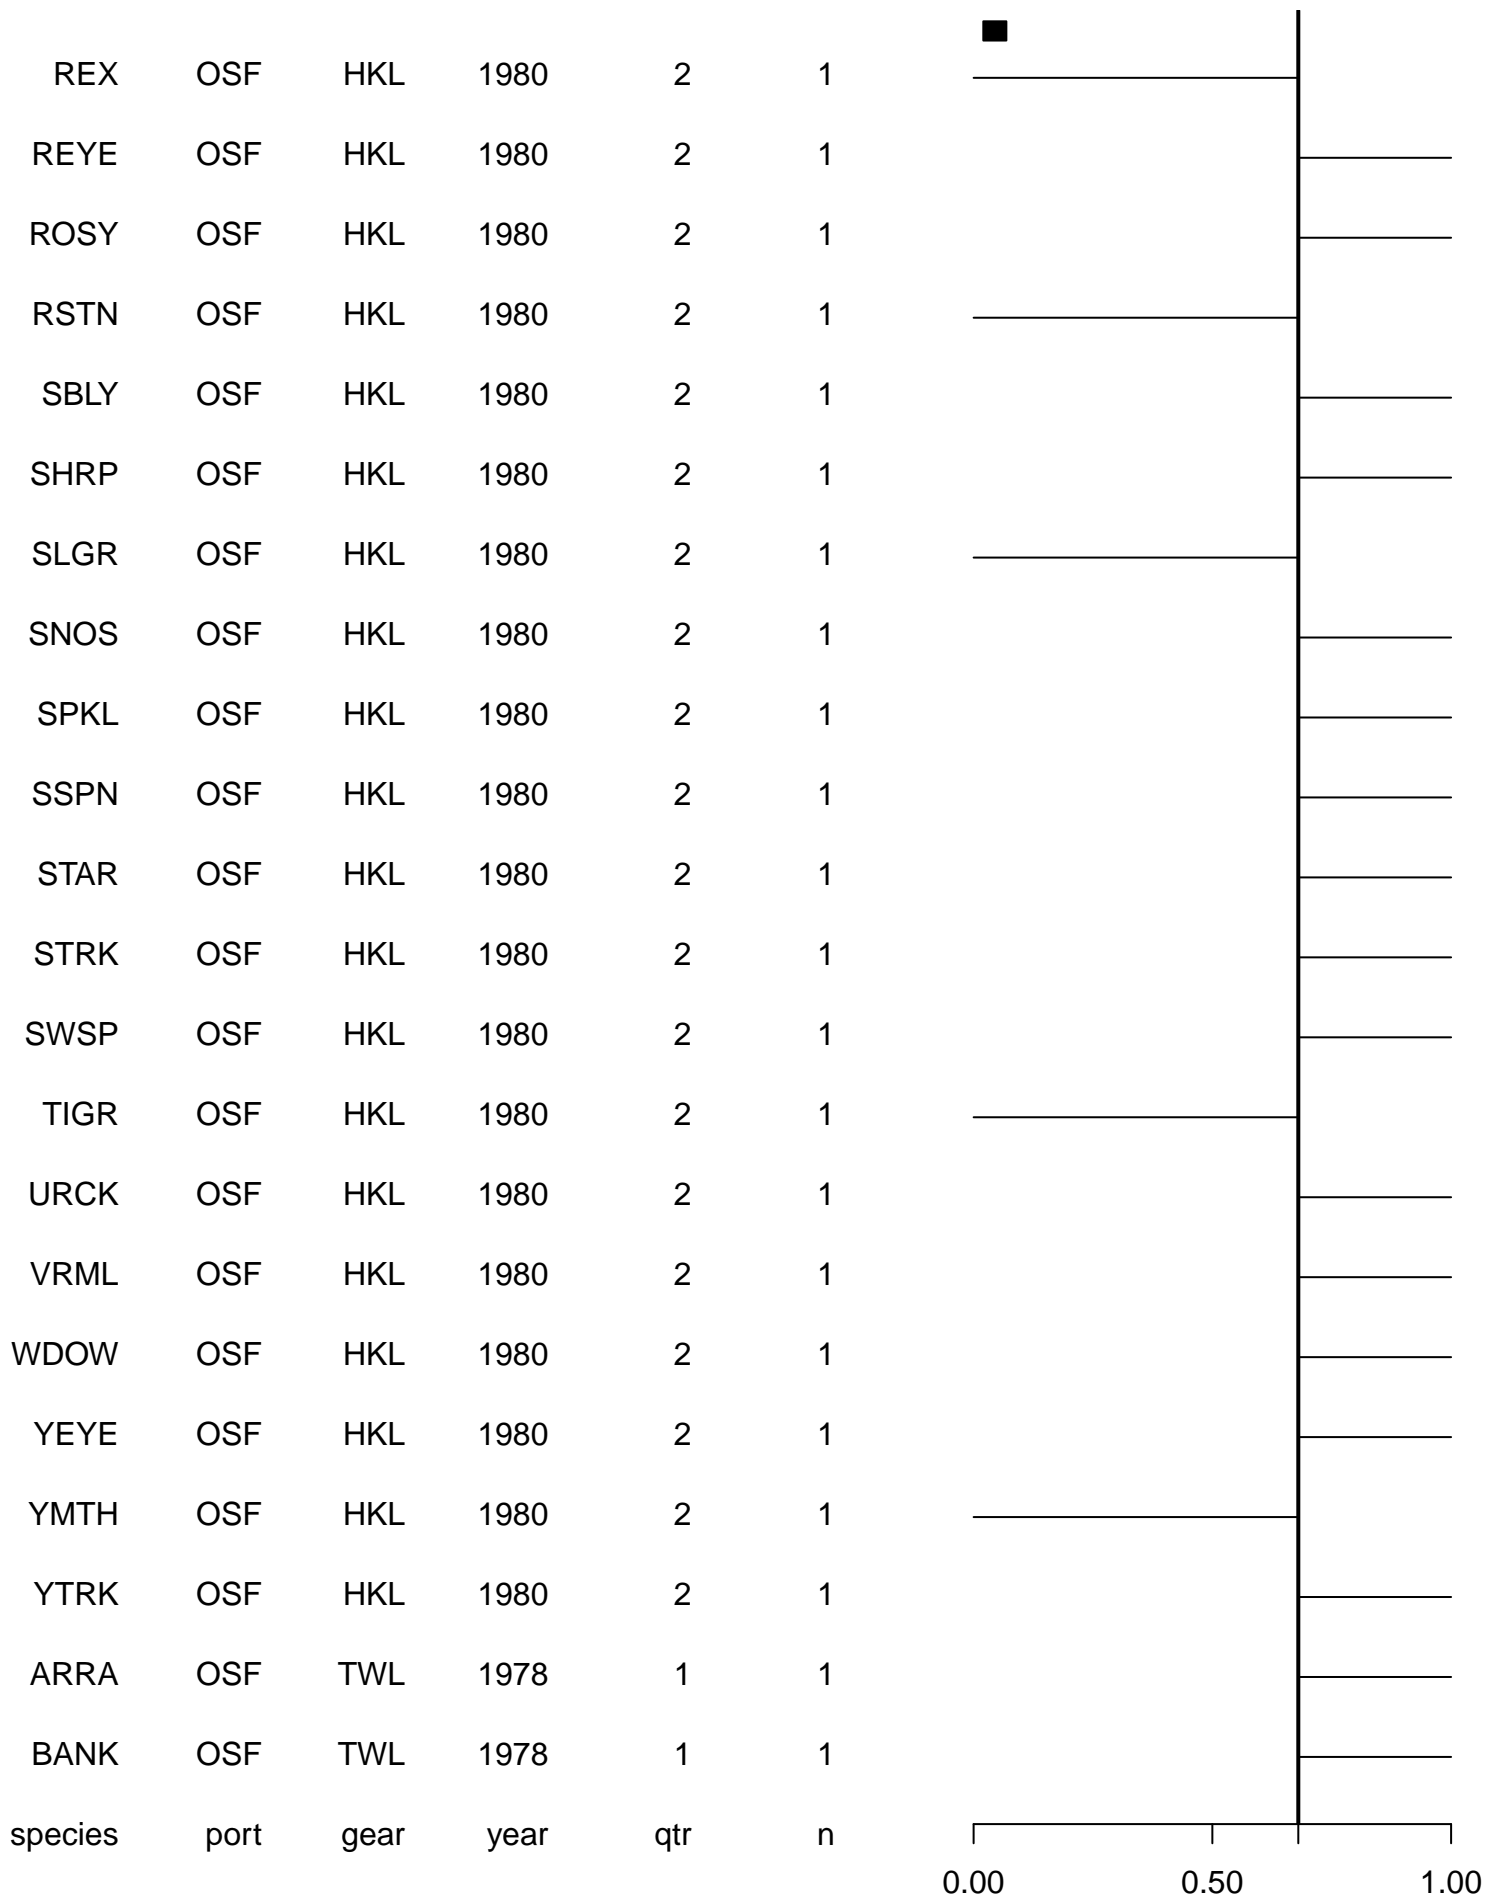 REX OSF HKL 1980 2 1
REYE OSF HKL 1980 2 1
ROSY OSF HKL 1980 2 1
RSTN OSF HKL 1980 2 1
SBLY OSF HKL 1980 2 1
SHRP OSF HKL 1980 2 1
SLGR OSF HKL 1980 2 1
SNOS OSF HKL 1980 2 1
SPKL OSF HKL 1980 2 1
SSPN OSF HKL 1980 2 1
STAR OSF HKL 1980 2 1
STRK OSF HKL 1980 2 1
SWSP OSF HKL 1980 2 1
TIGR OSF HKL 1980 2 1
URCK OSF HKL 1980 2 1
VRML OSF HKL 1980 2 1
WDOW OSF HKL 1980 2 1
YEYE OSF HKL 1980 2 1
YMTH OSF HKL 1980 2 1
YTRK OSF HKL 1980 2 1
ARRA OSF TWL 1978 1 1
BANK OSF TWL 1978 1 1
species port gear year qtr n
0.00 0.50 1.00